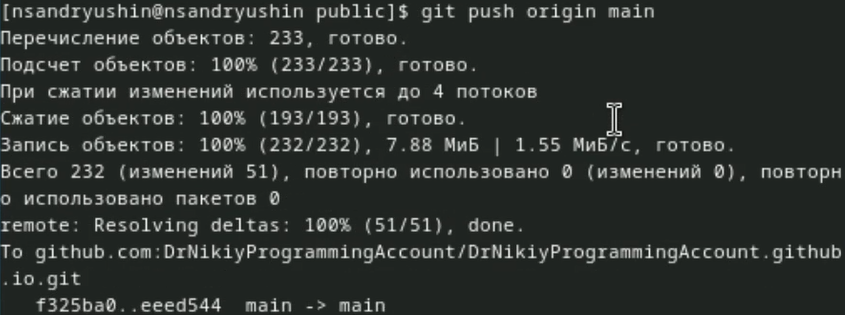 [nsandryushin@nsandryushin public]$ git push origin main
Перечисление объектов: 233, готово.
Подсчет объектов: 100% (233/233), готово.
При сжатии изменений используется до 4 потоков
Сжатие объектов: 100% (193/193), готово.
Запись объектов: 100% (232/232), 7.88 МиБ | 1.55 МиБ/с, готово.
Всего 232 (изменений 51), повторно использовано 0 (изменений 0), повторн
о использовано пакетов 0
remote: Resolving deltas: 100% (51/51), done.
To github.com:DrNikiyProgrammingAccount/DrNikiyProgrammingAccount.github
.io.git
   f325ba0..eeed544  main -> main